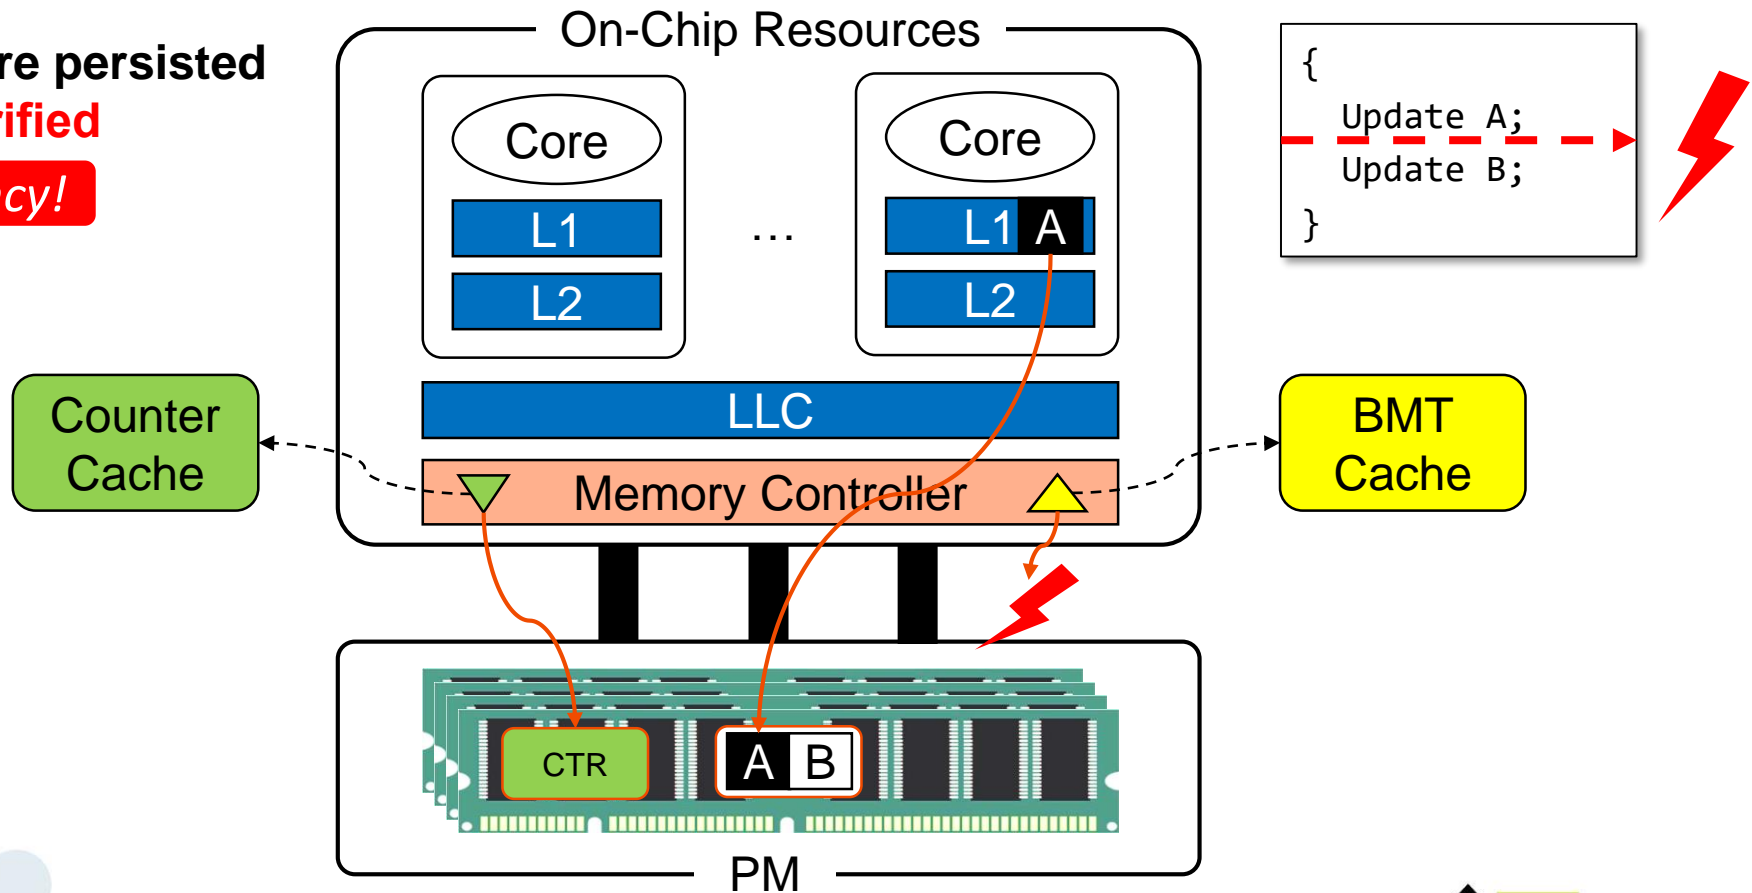 re persisted
rified
ncy!
On-Chip Resources
Core
L1
L2
...
Core
L1 A
L2
LLC
Memory Controller
Counter
Cache
BMT
Cache
{
Update A;
Update B;
}
CTR
A B
PM